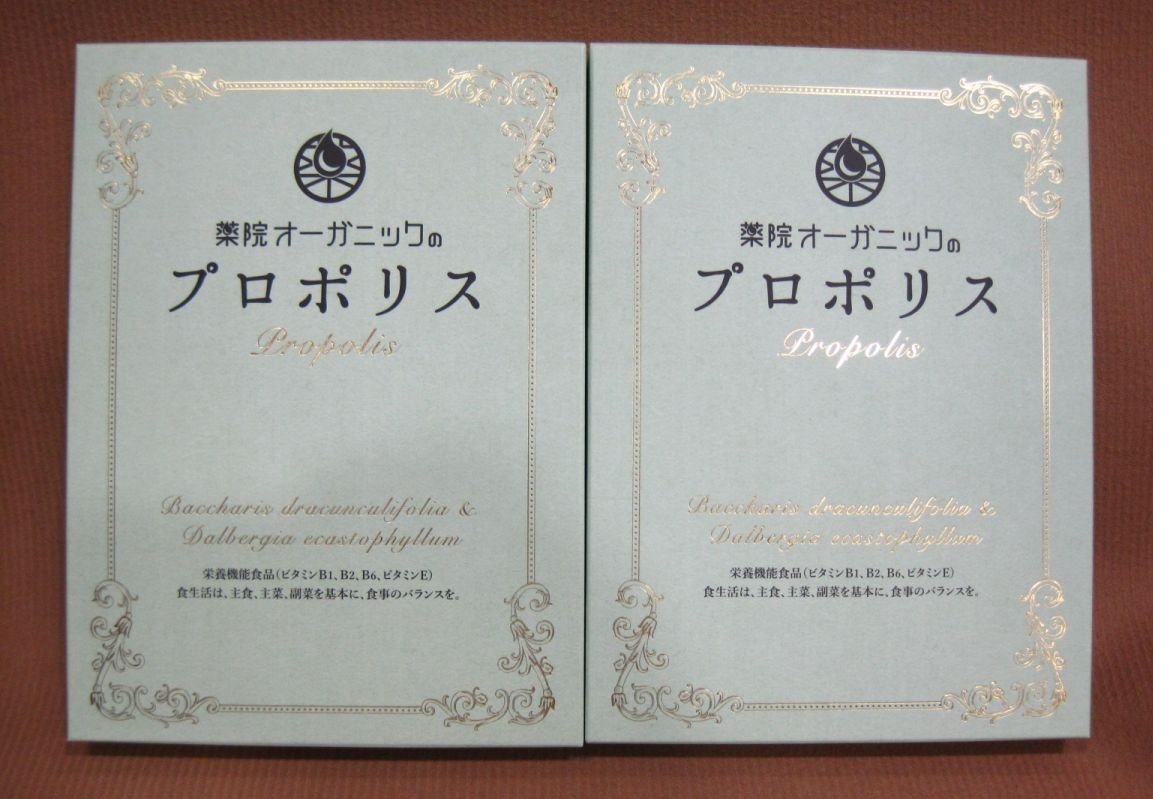 薬院オーガニックの
プロポリス
Propolis
Baccharis dracunculifolia &
Dalbergia ecastophyllum
栄養機能食品(ビタミンB1、B2、B6、ビタミンE)
食生活は、主食、主菜、副菜を基本に、食事のバランスを。
薬院オーガニックの
プロポリス
Propolis
Baccharis dracunculifolia &
Dalbergia ecastophyllum
栄養機能食品(ビタミンB1、B2、B6、ビタミンE)
食生活は、主食、主菜、副菜を基本に、食事のバランスを。